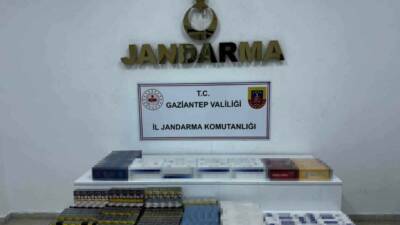 JANDARMA
T.C.
GAZİANTEP VALİLİĞİ
İL JANDARMA KOMUTANLIĞI